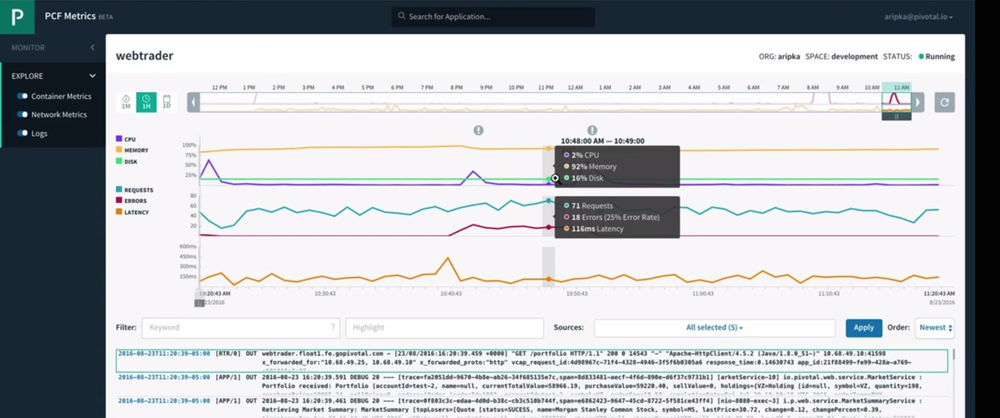 P
PCF Metrics BETA
Search for Application...
aripka@pivotal.io
MONITOR
EXPLORE
Container Metrics
Network Metrics
Logs
webtrader
ORG: aripka SPACE: development STATUS: Running
12 PM 1 PM 2 PM 3 PM 4 PM 5 PM 6 PM 7 PM 8 PM 9 PM 10 PM 11 PM 12 AM 1 AM 2 AM 3 AM 4 AM 5 AM 6 AM 7 AM 8 AM 9 AM 10 AM 11 AM
1M 1H 1D
CPU
MEMORY
DISK
100%
75%
50%
25%
10:48:00 AM — 10:49:00
2% CPU
92% Memory
16% Disk
REQUESTS
ERRORS
LATENCY
80
60
40
20
71 Requests
18 Errors (25% Error Rate)
116ms Latency
600ms
450ms
300ms
150ms
10:20:43 AM 10:30:43 10:40:43 10:50:43 11:00:43 11:10:43 11:20:43 AM
23/2016 8/23/2016
Filter: Keyword ? Highlight Sources: All selected (5) Apply Order: Newest
2016-08-23T11:20:39-05:00 [RTR/0] OUT webtrader.float1.fe.gopivotal.com - [23/08/2016:16:20:39.459 +0000] "GET /portfolio HTTP/1.1" 200 0 14543 "-" "Apache-HttpClient/4.5.2 (Java/1.8.0_51-)" 10.68.49.10:41598
x_forwarded_for:"10.68.49.25, 10.68.49.10" x_forwarded_proto:"http" vcap_request_id:4d98967c-71f4-4328-4946-3f5f6b0305a6 response_time:0.14630743 app_id:21f88499-fe99-428a-a769-
2016-08-23T11:20:39-05:00 [APP/1] OUT 2016-08-23 16:20:39.591 DEBUG 20 --- [trace=fa2051dd-9670-4b8e-ab26-34f685135e7c,span=8d833481-aecf-4f6d-890e-d6f37c9731b1] [arketService-10] io.pivotal.web.service.MarketService :
Portfolio received: Portfolio [accountId=test-2, name=null, currentTotalValue=58966.19, purchaseValue=59220.40, sellValue=0, holdings={VZ=Holding [id=null, symbol=VZ, quantity=198,
2016-08-23T11:20:39-05:00 [APP/1] OUT 2016-08-23 16:20:39.461 DEBUG 20 --- [trace=0f803c3c-edaa-4d0d-b38c-cb3c510b744f,span=e6862423-9647-45cd-8722-5f581ce43ff4] [nio-8080-exec-3] i.p.web.service.MarketSummaryService :
Retrieving Market Summary: MarketSummary [topLosers=[Quote [status=SUCCESS, name=Morgan Stanley Common Stock, symbol=MS, lastPrice=30.72, change=0.12, changePercent=0.39,